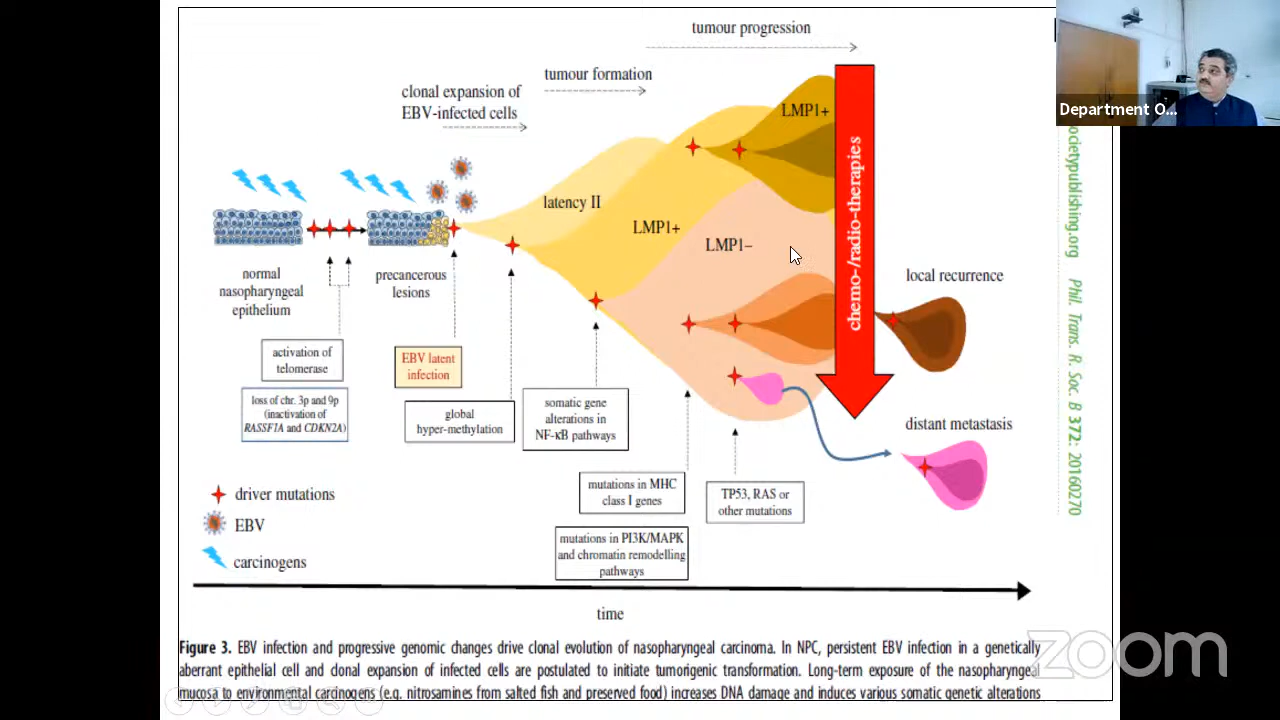 tumour progression
tumour formation
clonal expansion of
EBV-infected cells
Department O...
LMP1+
latency II
LMP1+
LMP1–
chemo-/radio-therapies
normal
nasopharyngeal
epithelium
precancerous
lesions
local recurrence
activation of
telomerase
loss of chr. 3p and 9p
(inactivation of
RASSF1A and CDKN2A)
EBV latent
infection
global
hyper-methylation
somatic gene
alterations in
NF-κB pathways
distant metastasis
mutations in MHC
class I genes
TP53, RAS or
other mutations
mutations in PI3K/MAPK
and chromatin remodelling
pathways
driver mutations
EBV
carcinogens
time
ocietypublishing.org Phil. Trans. R. Soc. B 372: 20160270
zoom
Figure 3. EBV infection and progressive genomic changes drive clonal evolution of nasopharyngeal carcinoma. In NPC, persistent EBV infection in a genetically
aberrant epithelial cell and clonal expansion of infected cells are postulated to initiate tumorigenic transformation. Long-term exposure of the nasopharyngeal
mucosa to environmental carcinogens (e.g. nitrosamines from salted fish and preserved food) increases DNA damage and induces various somatic genetic alterations